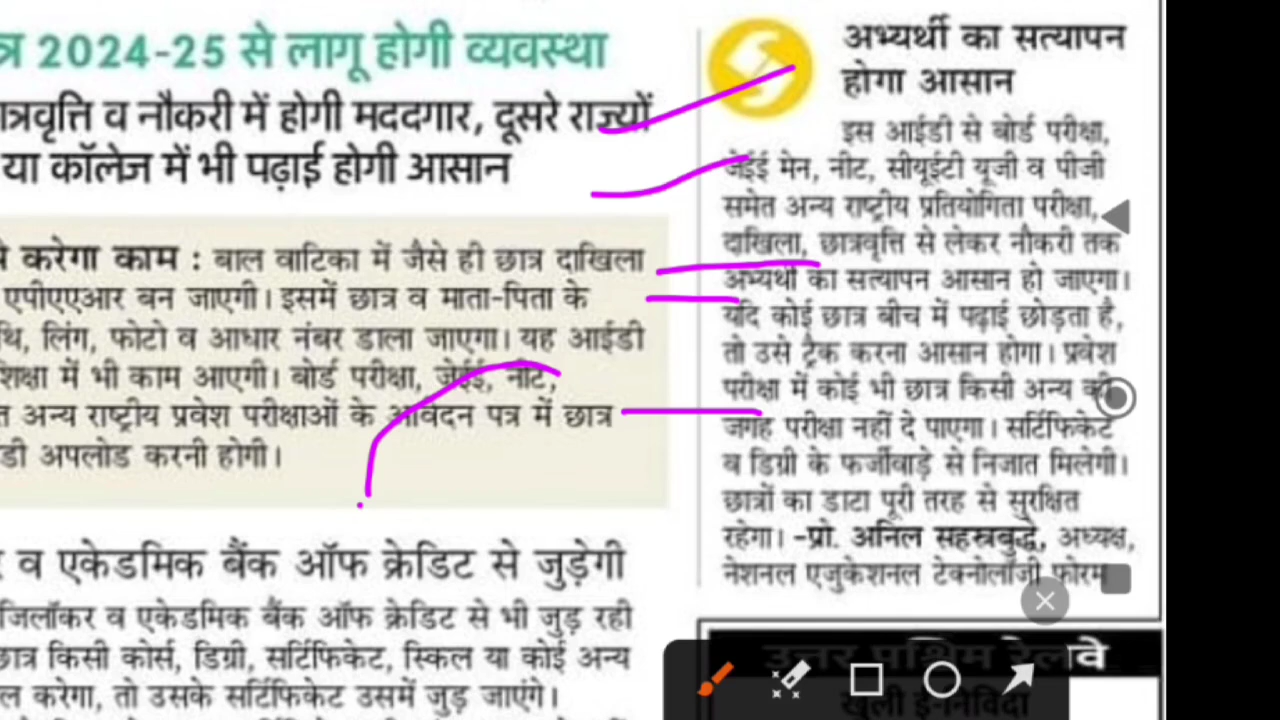 2024-25 से लागू होगी व्यवस्था
व नौकरी में होगी मददगार, दूसरे राज्यों
या कॉलेज में भी पढ़ाई होगी आसान
करेगा काम : बाल वाटिका में जैसे ही छात्र दाखिला
एपीएएआर बन जाएगी। इसमें छात्र व माता-पिता के
लिंग, फोटो व आधार नंबर डाला जाएगा। यह आईडी
में भी काम आएगी। बोर्ड परीक्षा, जेईई, नीट,
अन्य राष्ट्रीय प्रवेश परीक्षाओं के आवेदन पत्र में छात्र
अपलोड करनी होगी।
व एकेडमिक बैंक ऑफ क्रेडिट से जुड़ेगी
व एकेडमिक बैंक ऑफ क्रेडिट से भी जुड़ रही
किसी कोर्स, डिग्री, सर्टिफिकेट, स्किल या कोई अन्य
करेगा, तो उसके सर्टिफिकेट उसमें जुड़ जाएंगे।
अभ्यर्थी का सत्यापन
होगा आसान
इस आईडी से बोर्ड परीक्षा,
जेईई मेन, नीट, सीयूईटी यूजी व पीजी
समेत अन्य राष्ट्रीय प्रतियोगिता परीक्षा,
दाखिला, छात्रवृत्ति से लेकर नौकरी तक
अभ्यर्थी का सत्यापन आसान हो जाएगा।
यदि कोई छात्र बीच में पढ़ाई छोड़ता है,
तो उसे ट्रैक करना आसान होगा। प्रवेश
परीक्षा में कोई भी छात्र किसी अन्य की
जगह परीक्षा नहीं दे पाएगा। सर्टिफिकेट
व डिग्री के फर्जीवाड़े से निजात मिलेगी।
छात्रों का डाटा पूरी तरह से सुरक्षित
रहेगा। -प्रो. अनिल सहस्रबुद्धे, अध्यक्ष,
नेशनल एजुकेशनल टेक्नोलॉजी फोरम
उत्तर पश्चिम रेलवे
खुली ई-निविदा